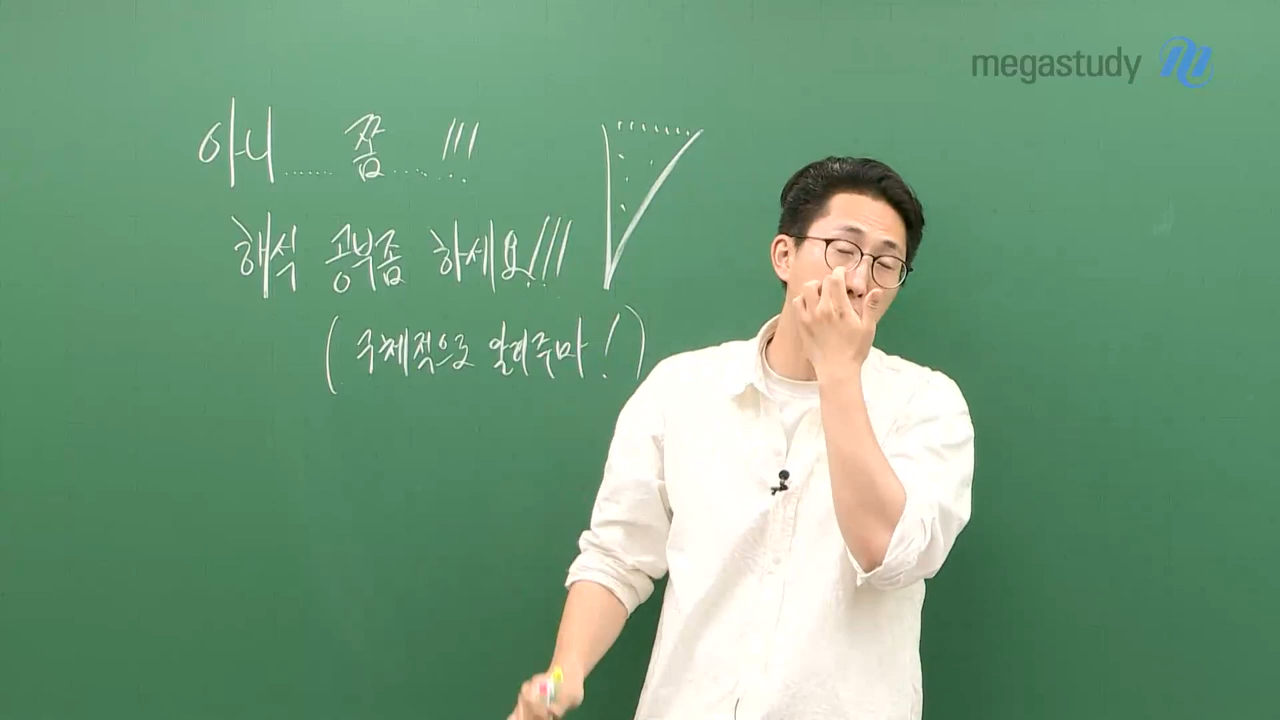 megastudy
아니...... 쫌...... !!!
해석 공부좀 하세요!!!
(구체적으로 알려주마!)